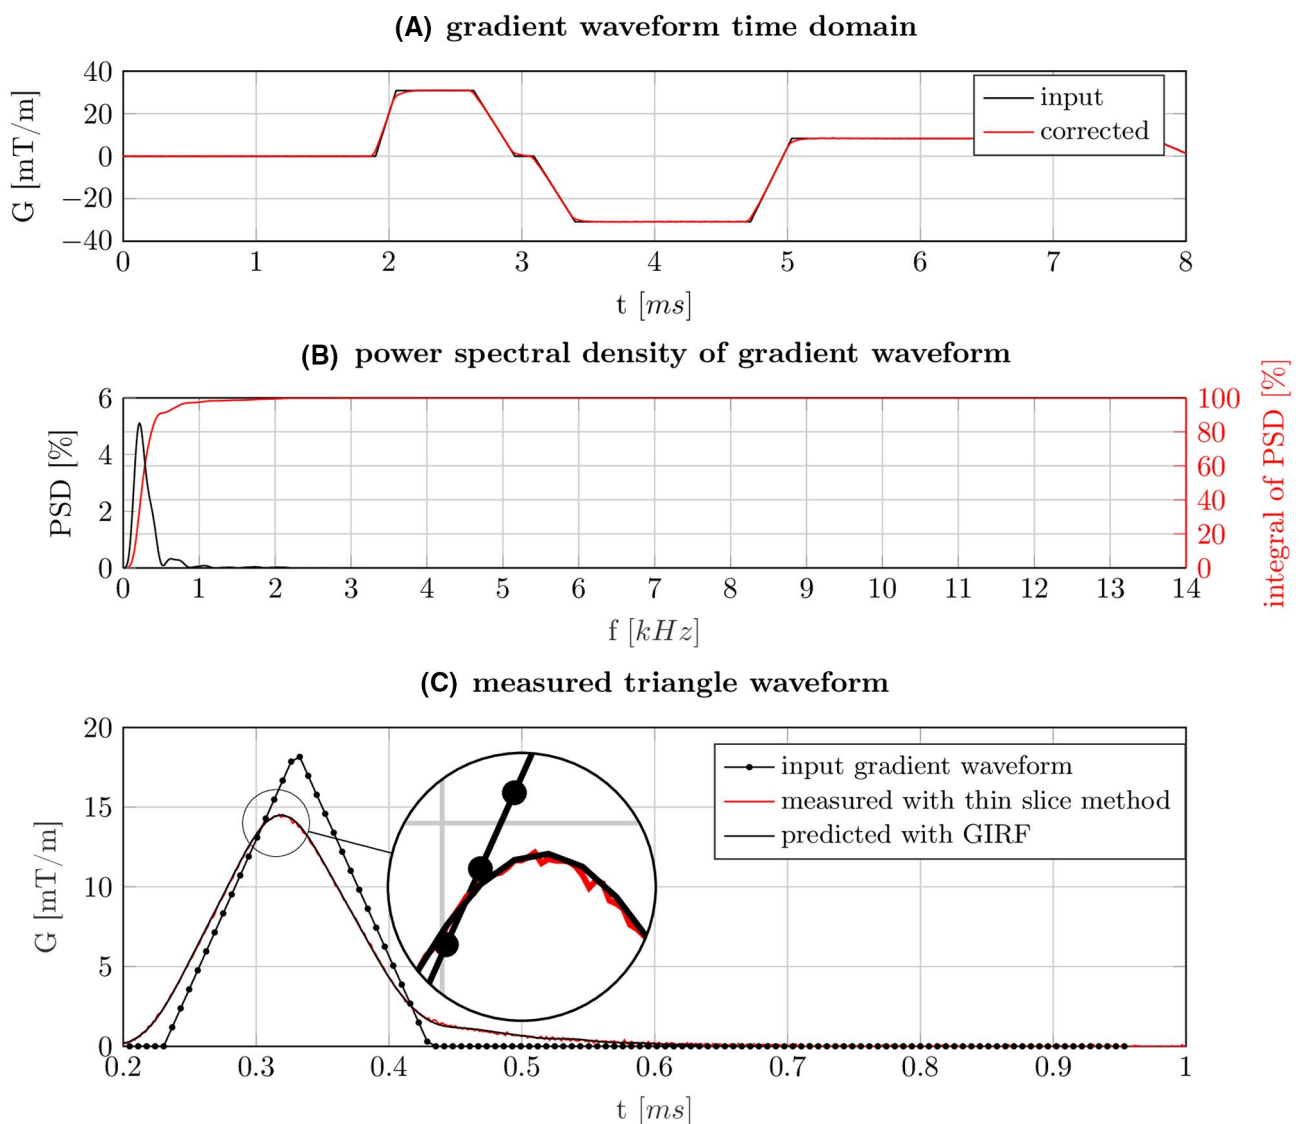 (A) gradient waveform time domain
40
20
0
−20
−40
G [mT/m]
input
corrected
0 1 2 3 4 5 6 7 8
t [ms]
(B) power spectral density of gradient waveform
6
4
2
0
PSD [%]
100
80
60
40
20
0
integral of PSD [%]
0 1 2 3 4 5 6 7 8 9 10 11 12 13 14
f [kHz]
(C) measured triangle waveform
20
15
10
5
0
G [mT/m]
input gradient waveform
measured with thin slice method
predicted with GIRF
0.2 0.3 0.4 0.5 0.6 0.7 0.8 0.9 1
t [ms]